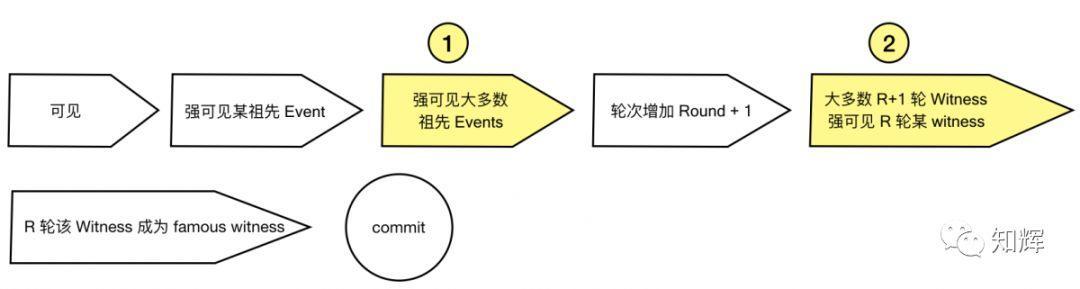 1
2
可见
强可见某祖先 Event
强可见大多数
祖先 Events
轮次增加 Round + 1
大多数 R+1 轮 Witness
强可见 R 轮某 witness
R 轮该 Witness 成为 famous witness
commit
知辉